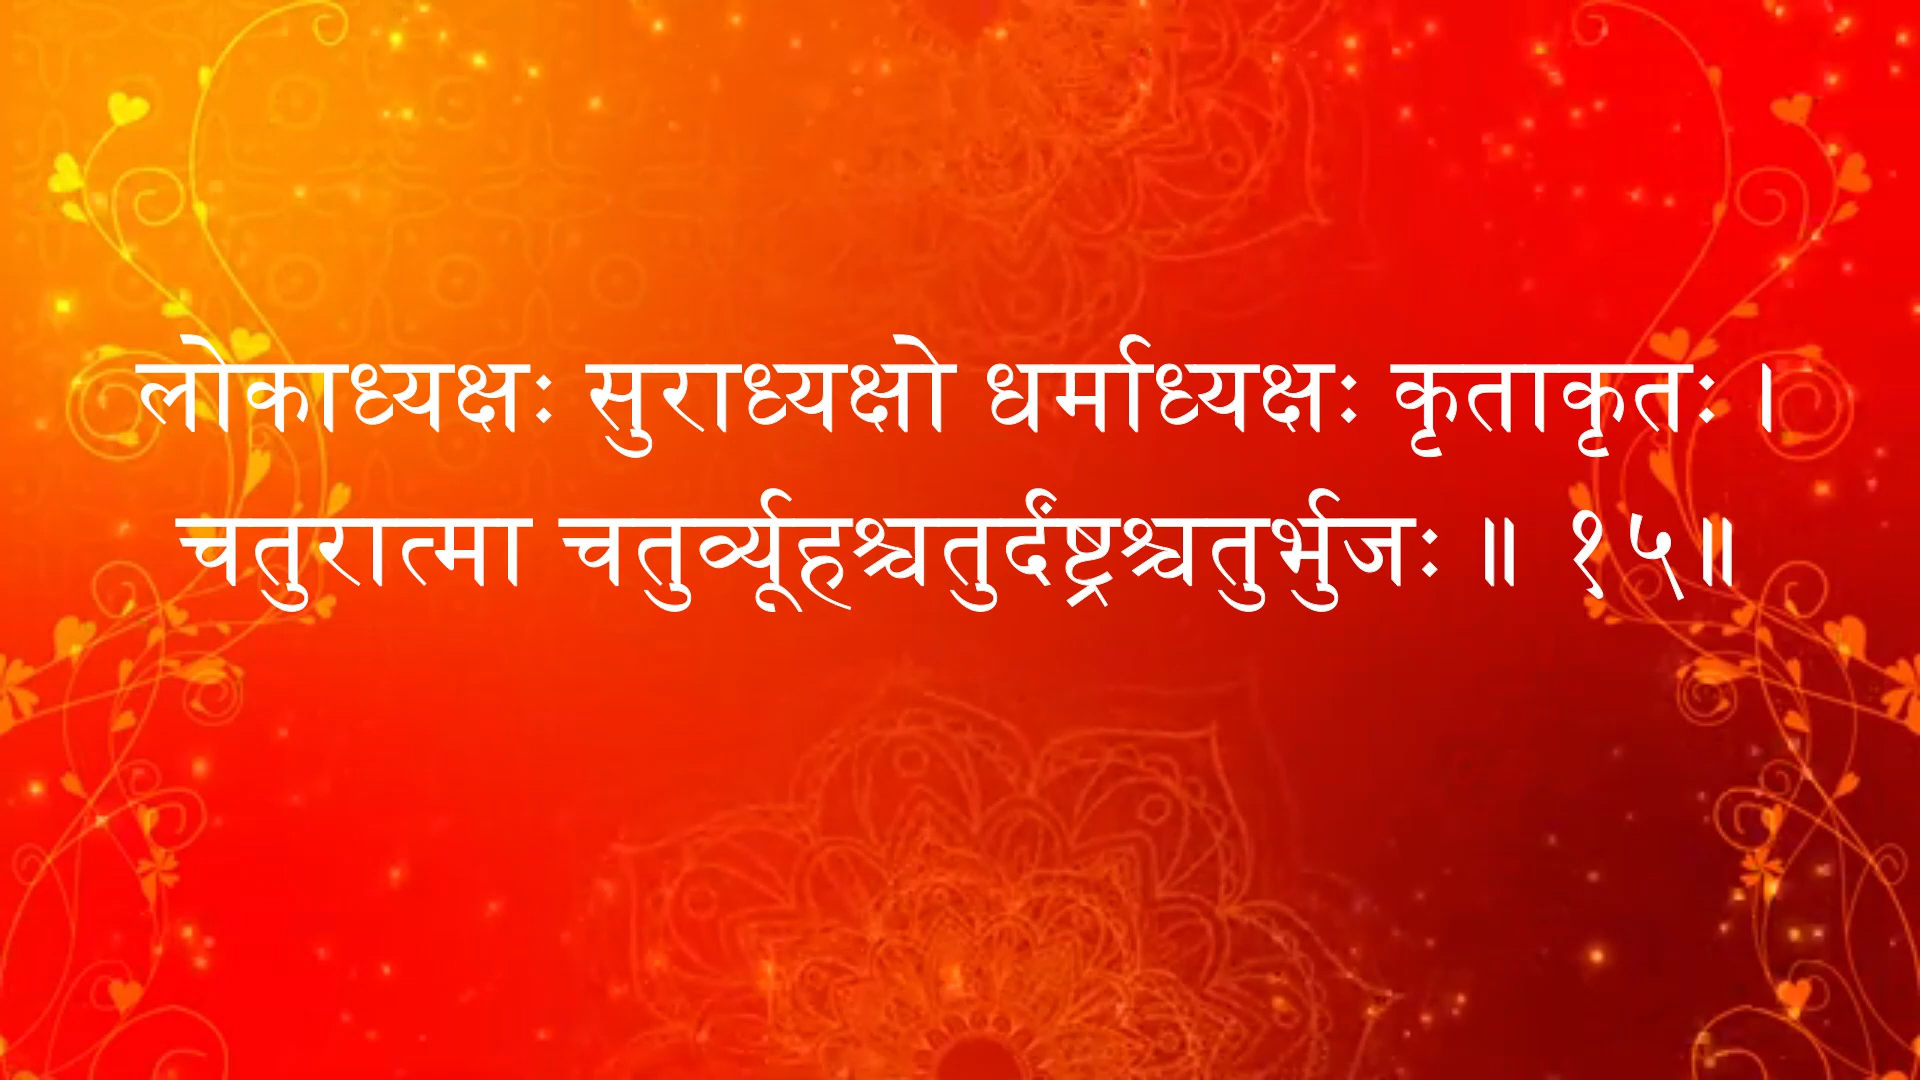 लोकाध्यक्षः सुराध्यक्षो धर्माध्यक्षः कृताकृतः ।
चतुरात्मा चतुर्व्यूहश्चतुर्दंष्ट्रश्चतुर्भुजः ॥ १५॥